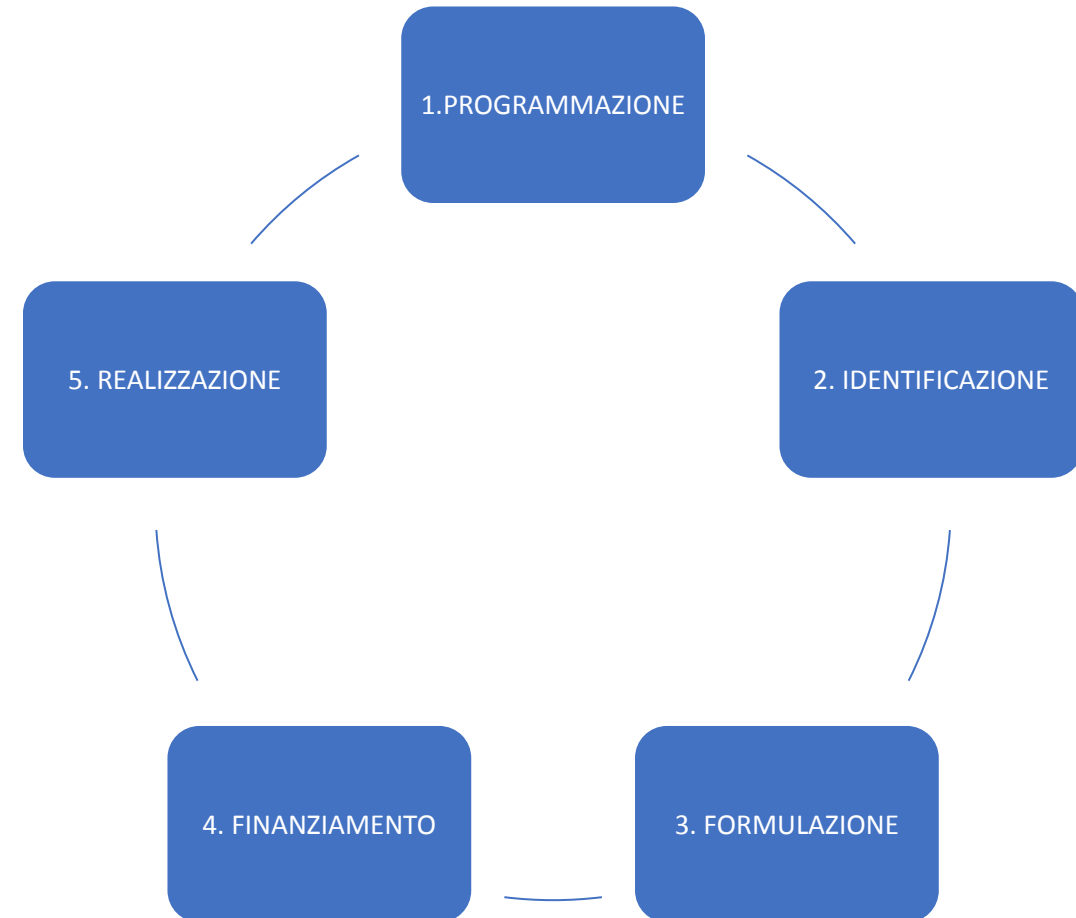 1.PROGRAMMAZIONE
2. IDENTIFICAZIONE
3. FORMULAZIONE
4. FINANZIAMENTO
5. REALIZZAZIONE